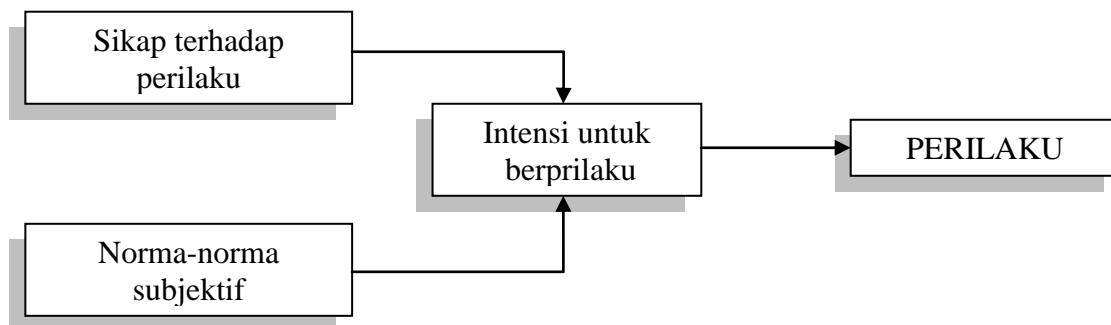 Sikap terhadap
perilaku
Intensi untuk
berprilaku
PERILAKU
Norma-norma
subjektif